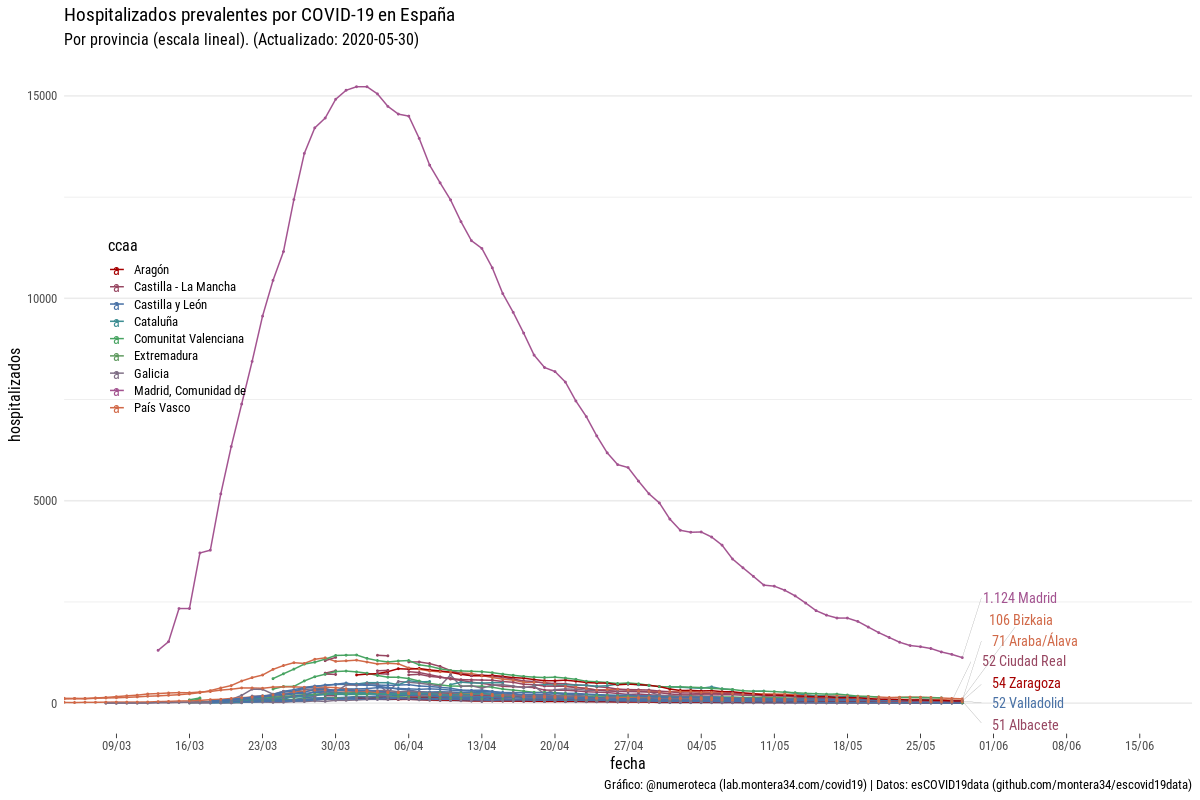 Hospitalizados prevalentes por COVID-19 en España
Por provincia (escala lineal). (Actualizado: 2020-05-30)
hospitalizados
15000
10000
5000
0
ccaa
a Aragón
a Castilla - La Mancha
a Castilla y León
a Cataluña
a Comunitat Valenciana
a Extremadura
a Galicia
a Madrid, Comunidad de
a País Vasco
1.124 Madrid
106 Bizkaia
71 Araba/Álava
52 Ciudad Real
54 Zaragoza
52 Valladolid
51 Albacete
09/03 16/03 23/03 30/03 06/04 13/04 20/04 27/04 04/05 11/05 18/05 25/05 01/06 08/06 15/06
fecha
Gráfico: @numeroteca (lab.montera34.com/covid19) | Datos: esCOVID19data (github.com/montera34/escovid19data)